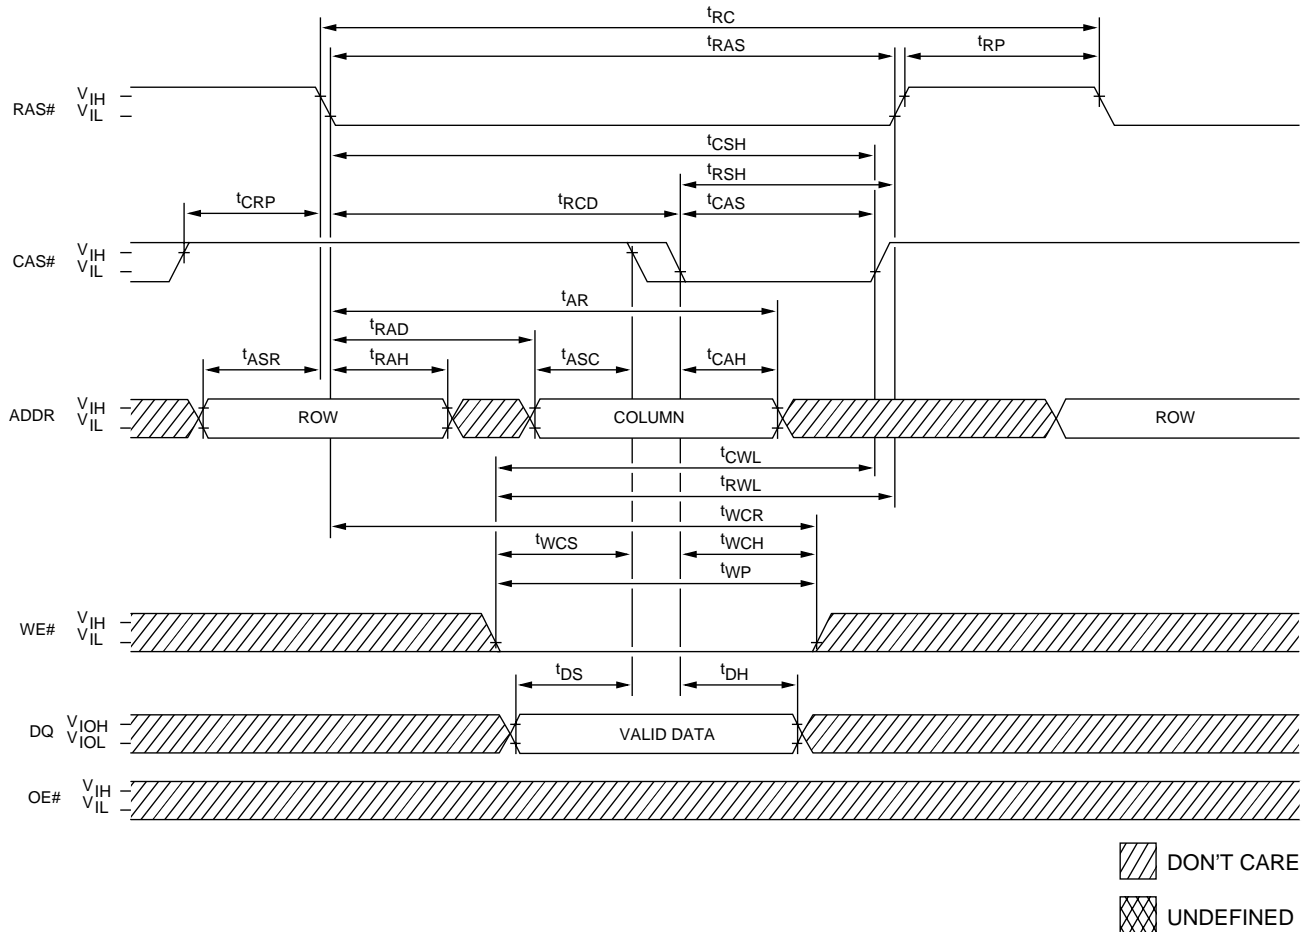 tRC
tRAS
tRP
RAS# VIH
VIL
tCSH
tRSH
tCRP
tRCD
tCAS
CAS# VIH
VIL
tAR
tRAD
tASR
tRAH
tASC
tCAH
ADDR VIH
VIL
ROW
COLUMN
ROW
tCWL
tRWL
tWCR
tWCS
tWCH
tWP
WE# VIH
VIL
tDS
tDH
DQ VIOH
VIOL
VALID DATA
OE# VIH
VIL
DON'T CARE
UNDEFINED